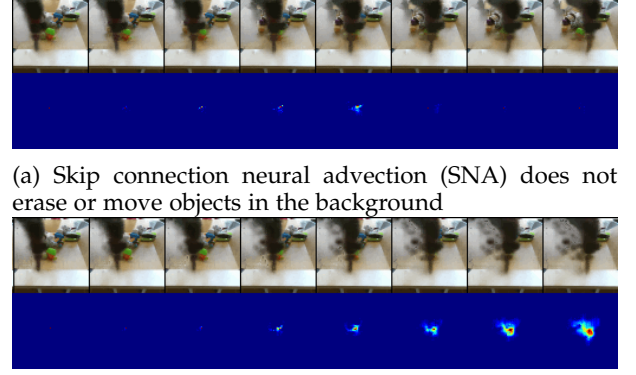 (a) Skip connection neural advection (SNA) does not
erase or move objects in the background